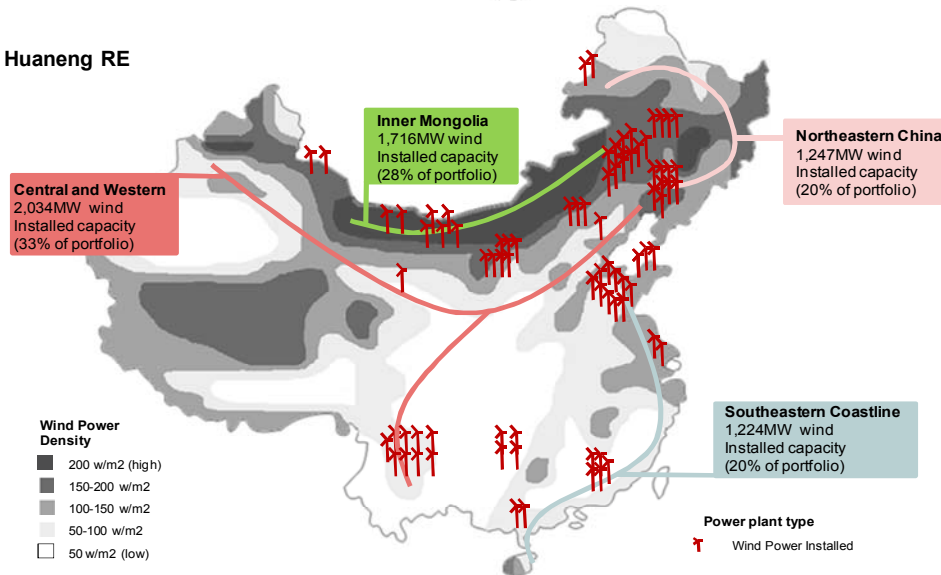 Huaneng RE
Inner Mongolia
1,716MW wind
Installed capacity
(28% of portfolio)
Northeastern China
1,247MW wind
Installed capacity
(20% of portfolio)
Central and Western
2,034MW wind
Installed capacity
(33% of portfolio)
Southeastern Coastline
1,224MW wind
Installed capacity
(20% of portfolio)
Wind Power
Density
200 w/m2 (high)
150-200 w/m2
100-150 w/m2
50-100 w/m2
50 w/m2 (low)
Power plant type
Wind Power Installed